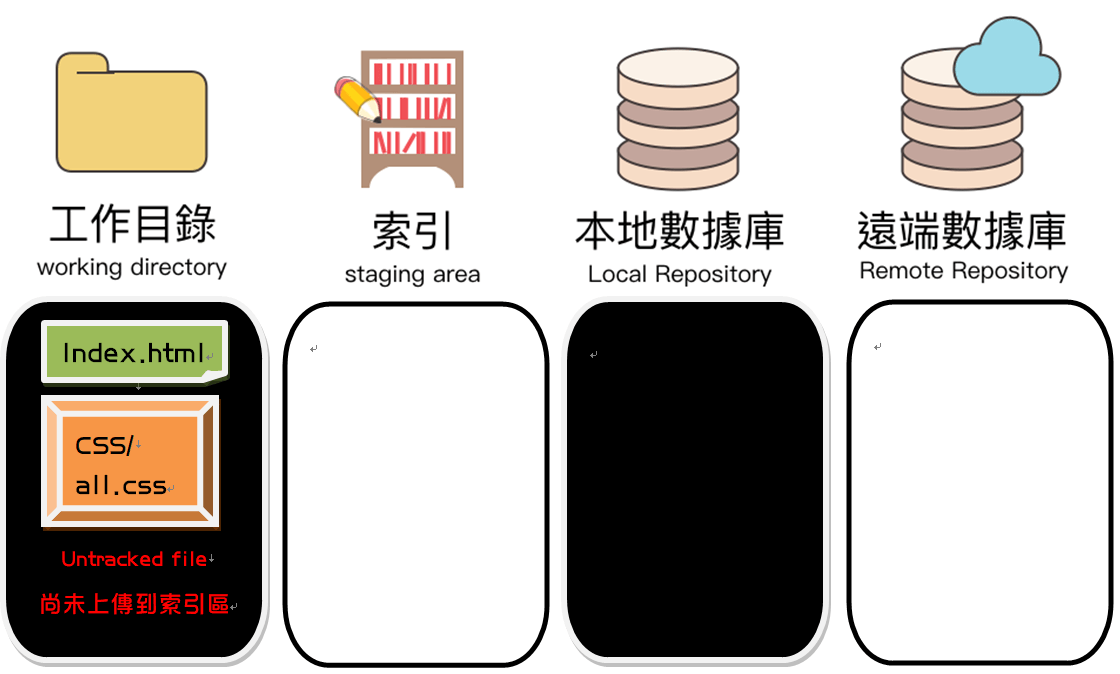 工作目錄
working directory
索引
staging area
本地數據庫
Local Repository
遠端數據庫
Remote Repository
Index.html
CSS/
all.css
Untracked file
尚未上傳到索引區